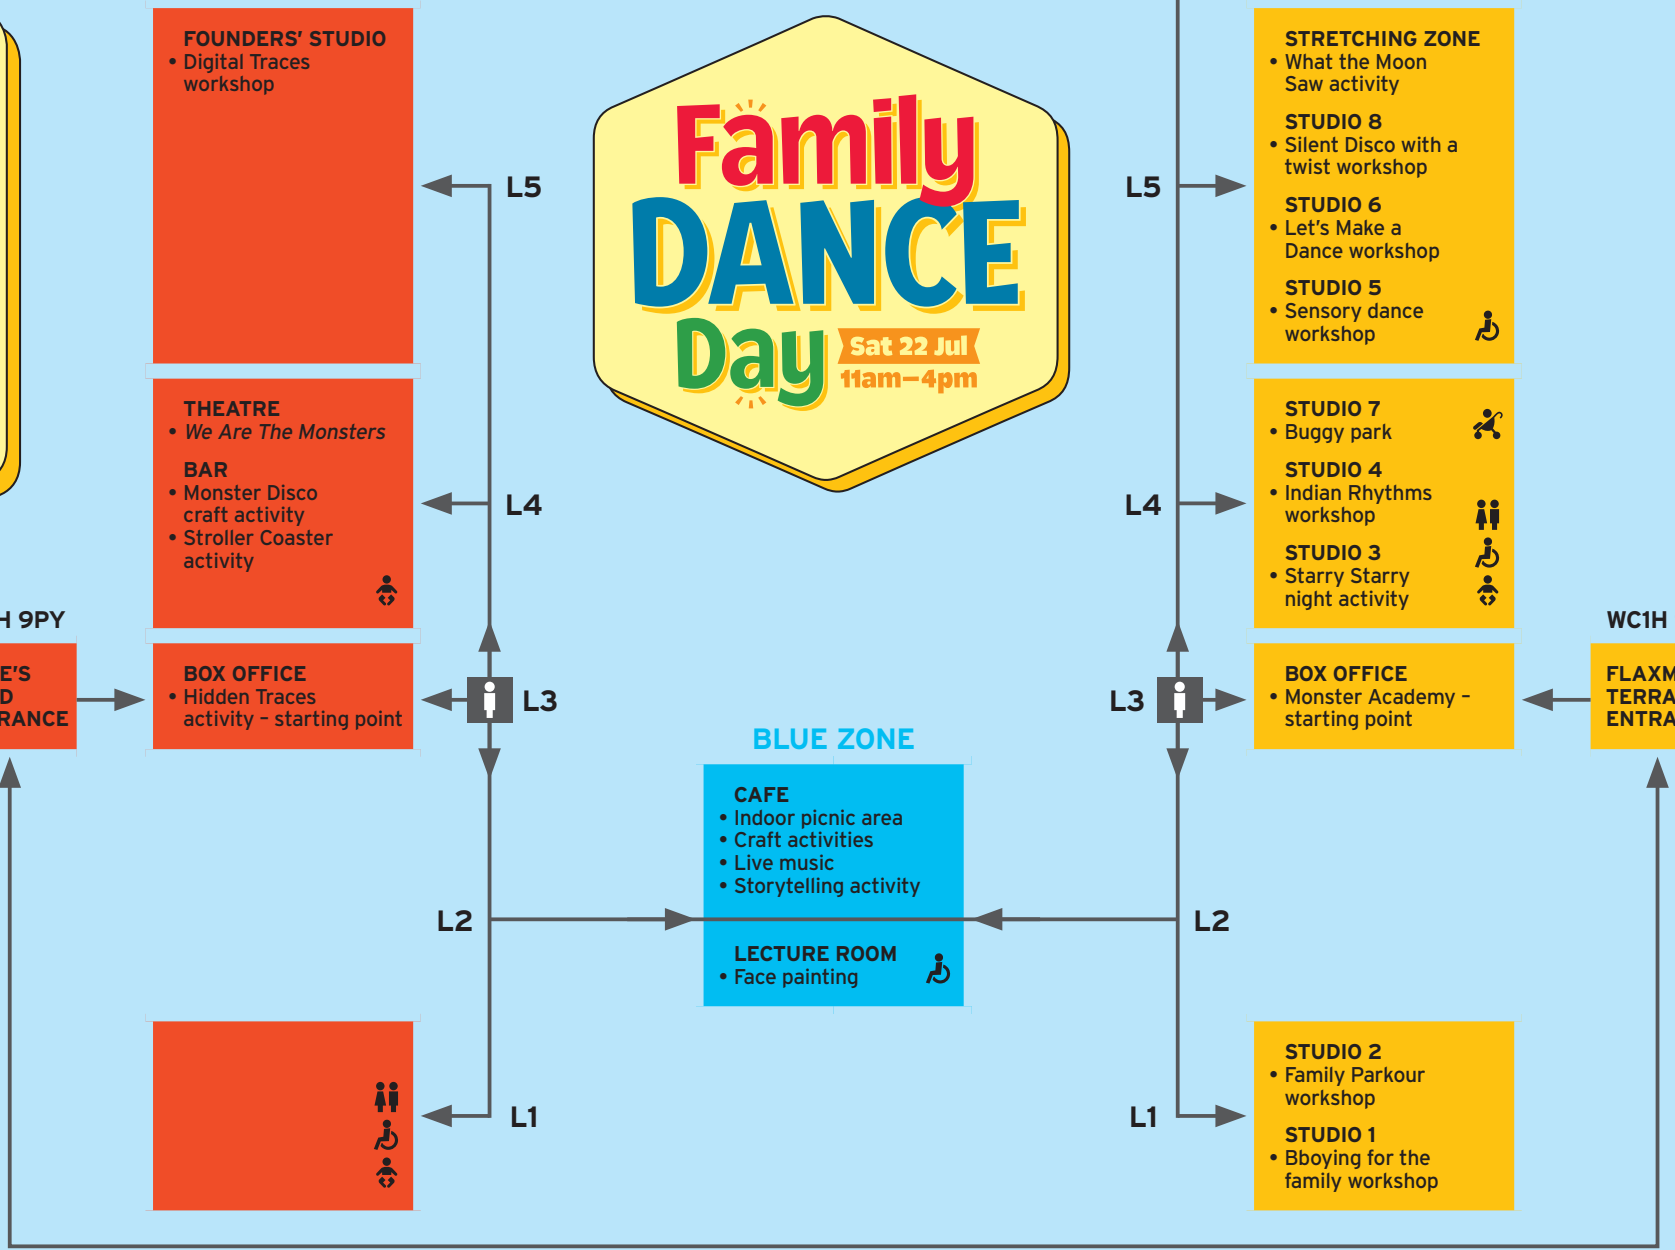 FOUNDERS’ STUDIO
• Digital Traces
workshop
L5
THEATRE
• We Are The Monsters
BAR
• Monster Disco
craft activity
• Stroller Coaster
activity
L4
H 9PY
E’S
D
RANCE
BOX OFFICE
• Hidden Traces
activity – starting point
L3
L2
L1
Family
DANCE
Day
Sat 22 Jul
11am–4pm
BLUE ZONE
CAFE
• Indoor picnic area
• Craft activities
• Live music
• Storytelling activity
LECTURE ROOM
• Face painting
L5
STRETCHING ZONE
• What the Moon
Saw activity
STUDIO 8
• Silent Disco with a
twist workshop
STUDIO 6
• Let’s Make a
Dance workshop
STUDIO 5
• Sensory dance
workshop
L4
STUDIO 7
• Buggy park
STUDIO 4
• Indian Rhythms
workshop
STUDIO 3
• Starry Starry
night activity
L3
BOX OFFICE
• Monster Academy –
starting point
WC1H
FLAXM
TERRA
ENTRA
L2
L1
STUDIO 2
• Family Parkour
workshop
STUDIO 1
• Bboying for the
family workshop